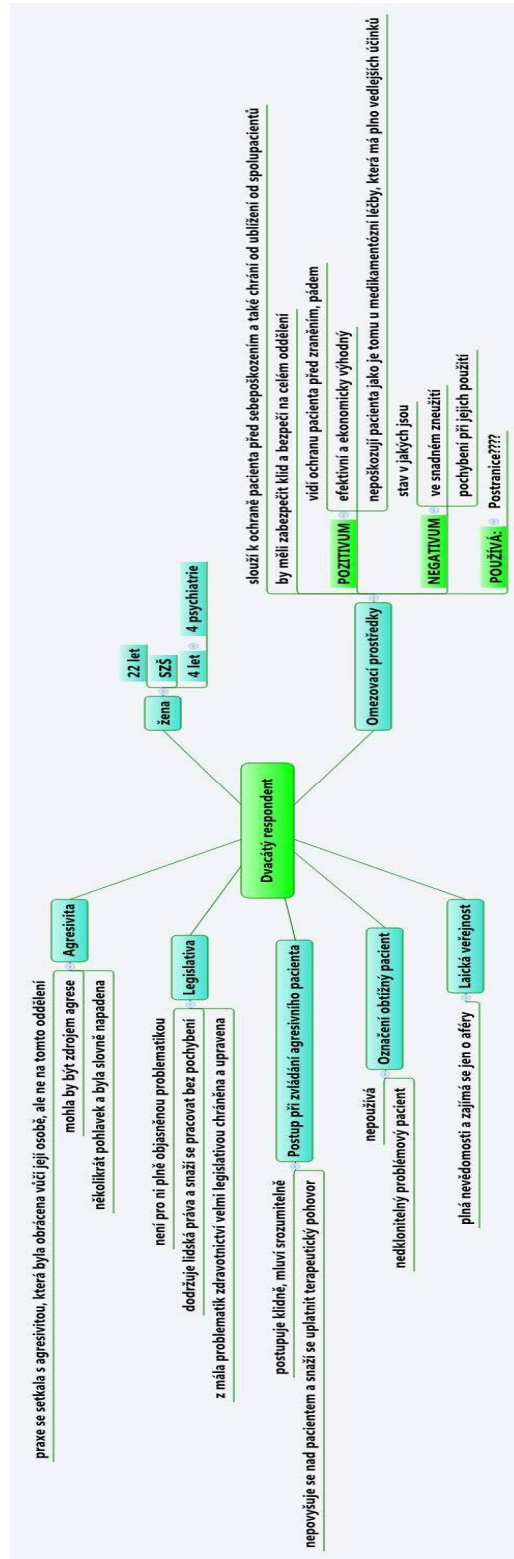 Dvacátý respondent
žena
22 let
SZŠ
4 let
4 psychiatrie
Omezovací prostředky
slouží k ochraně pacienta před sebepoškozením a také chrání od ublížení od spolupacientů
by měli zabezpečit klid a bezpečí na celém oddělení
POZITIVUM
vidí ochranu pacienta před zraněním, pádem
efektivní a ekonomicky výhodný
nepoškozují pacienta jako je tomu u medikamentózní léčby, která má plno vedlejších účinků
NEGATIVUM
stav v jakých jsou
ve snadném zneužití
pochybení při jejich použití
POUŽÍVÁ:
Postranice????
Agresivita
praxe se setkala s agresivitou, která byla obrácena vůči její osobě, ale ne na tomto oddělení
mohla by být zdrojem agrese
několikrát pohlavek a byla slovně napadena
Legislativa
není pro ni plně objasněnou problematikou
dodržuje lidská práva a snaží se pracovat bez pochybení
z mála problematik zdravotnictví velmi legislativou chráněna a upravena
Postup při zvládání agresivního pacienta
postupuje klidně, mluví srozumitelně
nepovyšuje se nad pacientem a snaží se uplatnit terapeutický pohovor
Označení obtížný pacient
nepoužívá
nedklonitelný problémový pacient
Laická veřejnost
plná nevědomosti a zajímá se jen o aféry